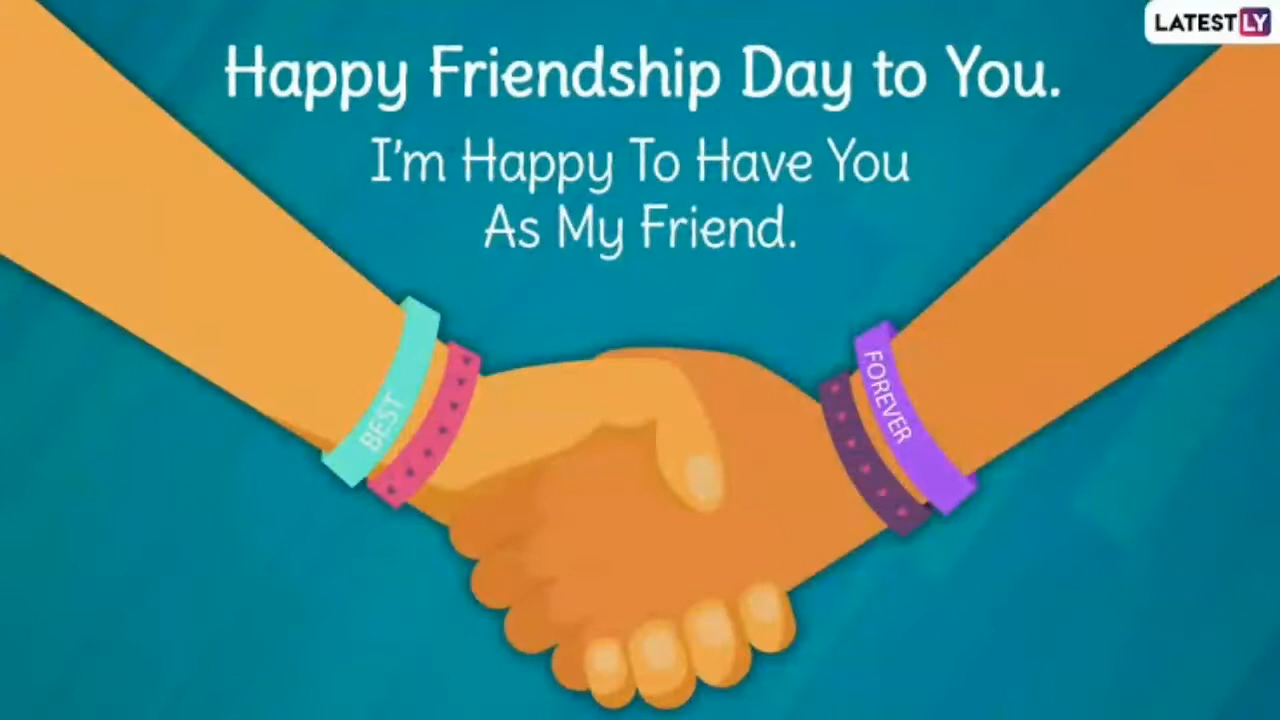 LATESTLY
Happy Friendship Day to You.
I'm Happy To Have You
As My Friend.
BEST
FOREVER